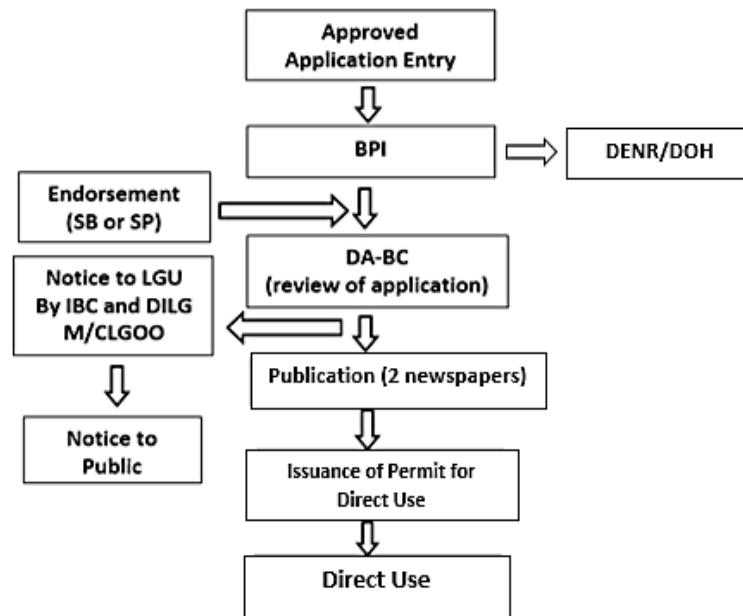 Approved
Application Entry
BPI
DENR/DOH
Endorsement
(SB or SP)
DA-BC
(review of application)
Notice to LGU
By IBC and DILG
M/CLGOO
Publication (2 newspapers)
Notice to
Public
Issuance of Permit for
Direct Use
Direct Use